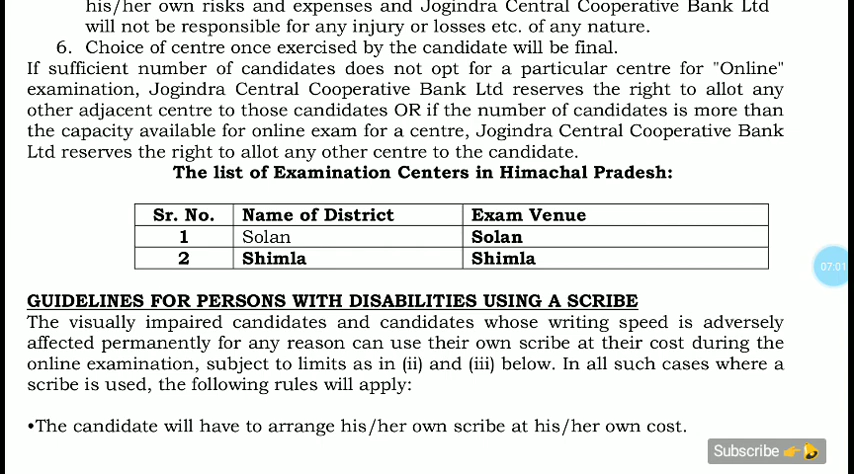 his/her own risks and expenses and Jogindra Central Cooperative Bank Ltd
will not be responsible for any injury or losses etc. of any nature.
6. Choice of centre once exercised by the candidate will be final.
If sufficient number of candidates does not opt for a particular centre for "Online"
examination, Jogindra Central Cooperative Bank Ltd reserves the right to allot any
other adjacent centre to those candidates OR if the number of candidates is more than
the capacity available for online exam for a centre, Jogindra Central Cooperative Bank
Ltd reserves the right to allot any other centre to the candidate.
The list of Examination Centers in Himachal Pradesh:
Sr. No. Name of District Exam Venue
1 Solan Solan
2 Shimla Shimla
07:01
GUIDELINES FOR PERSONS WITH DISABILITIES USING A SCRIBE
The visually impaired candidates and candidates whose writing speed is adversely
affected permanently for any reason can use their own scribe at their cost during the
online examination, subject to limits as in (ii) and (iii) below. In all such cases where a
scribe is used, the following rules will apply:
•The candidate will have to arrange his/her own scribe at his/her own cost.
Subscribe